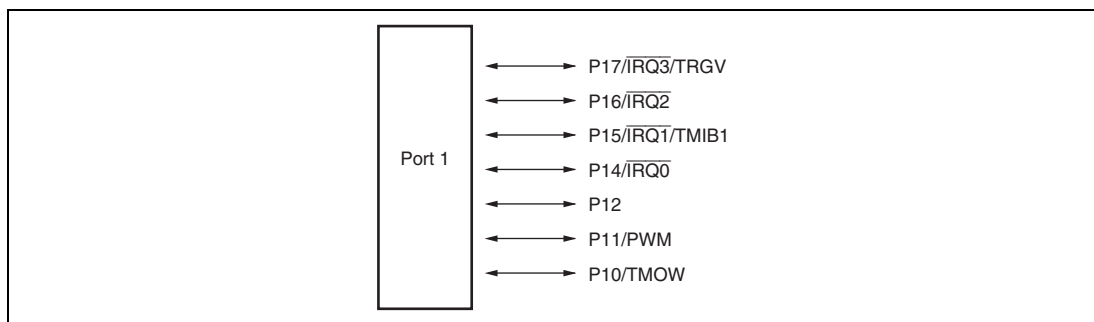 Port 1
P17/IRQ3/TRGV
P16/IRQ2
P15/IRQ1/TMIB1
P14/IRQ0
P12
P11/PWM
P10/TMOW